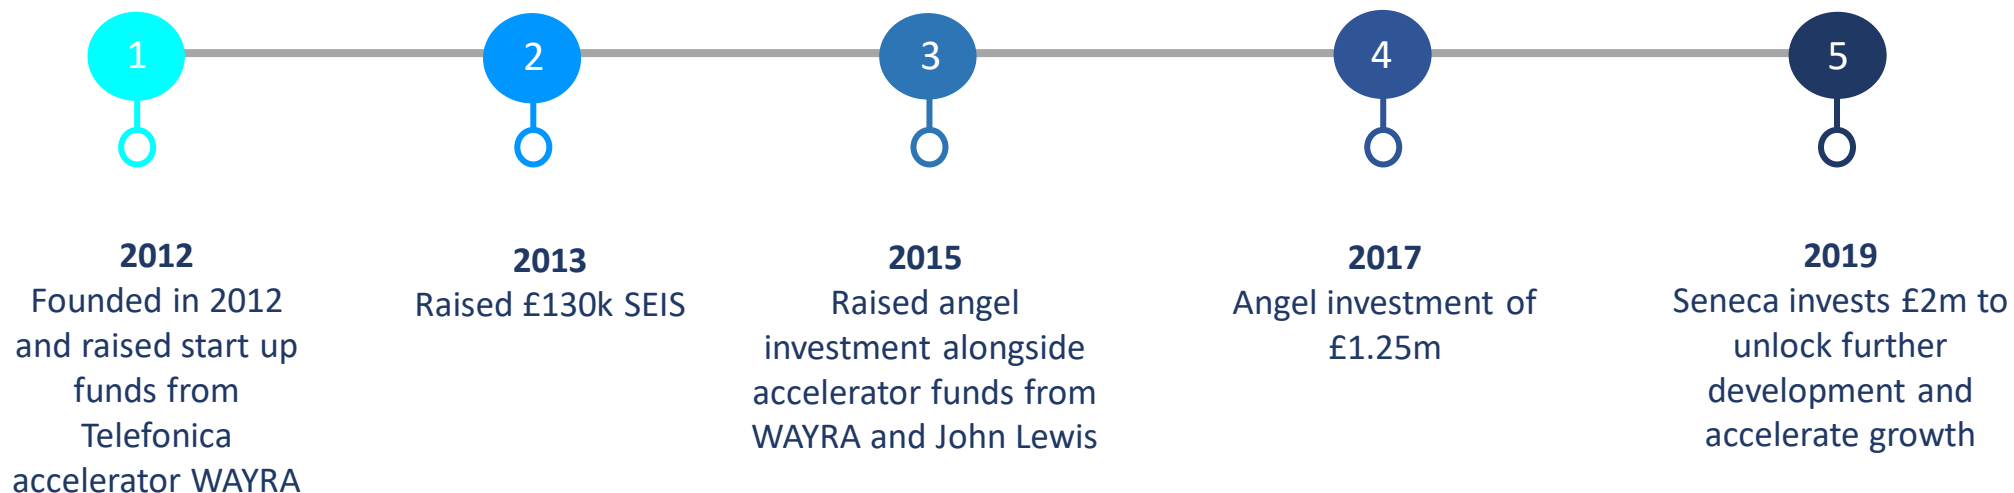 1
2
3
4
5
2012
Founded in 2012
and raised start up
funds from
Telefonica
accelerator WAYRA
2013
Raised £130k SEIS
2015
Raised angel
investment alongside
accelerator funds from
WAYRA and John Lewis
2017
Angel investment of
£1.25m
2019
Seneca invests £2m to
unlock further
development and
accelerate growth